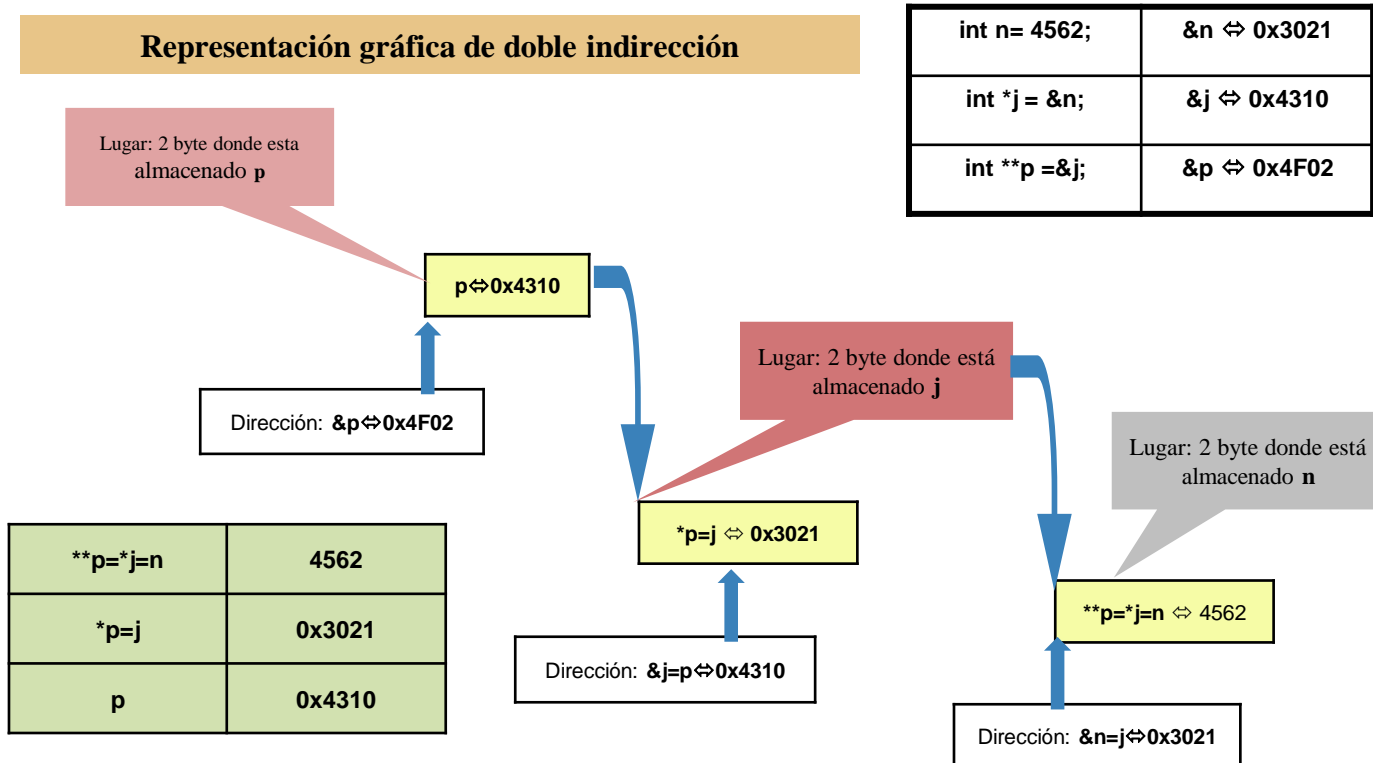 Representación gráfica de doble indirección
int n= 4562; &n ⇔ 0x3021
int *j = &n; &j ⇔ 0x4310
int **p =&j; &p ⇔ 0x4F02
Lugar: 2 byte donde esta
almacenado p
p⇔0x4310
Dirección: &p⇔0x4F02
Lugar: 2 byte donde está
almacenado j
*p=j ⇔ 0x3021
Dirección: &j=p⇔0x4310
Lugar: 2 byte donde está
almacenado n
**p=*j=n ⇔ 4562
Dirección: &n=j⇔0x3021
**p=*j=n 4562
*p=j 0x3021
p 0x4310